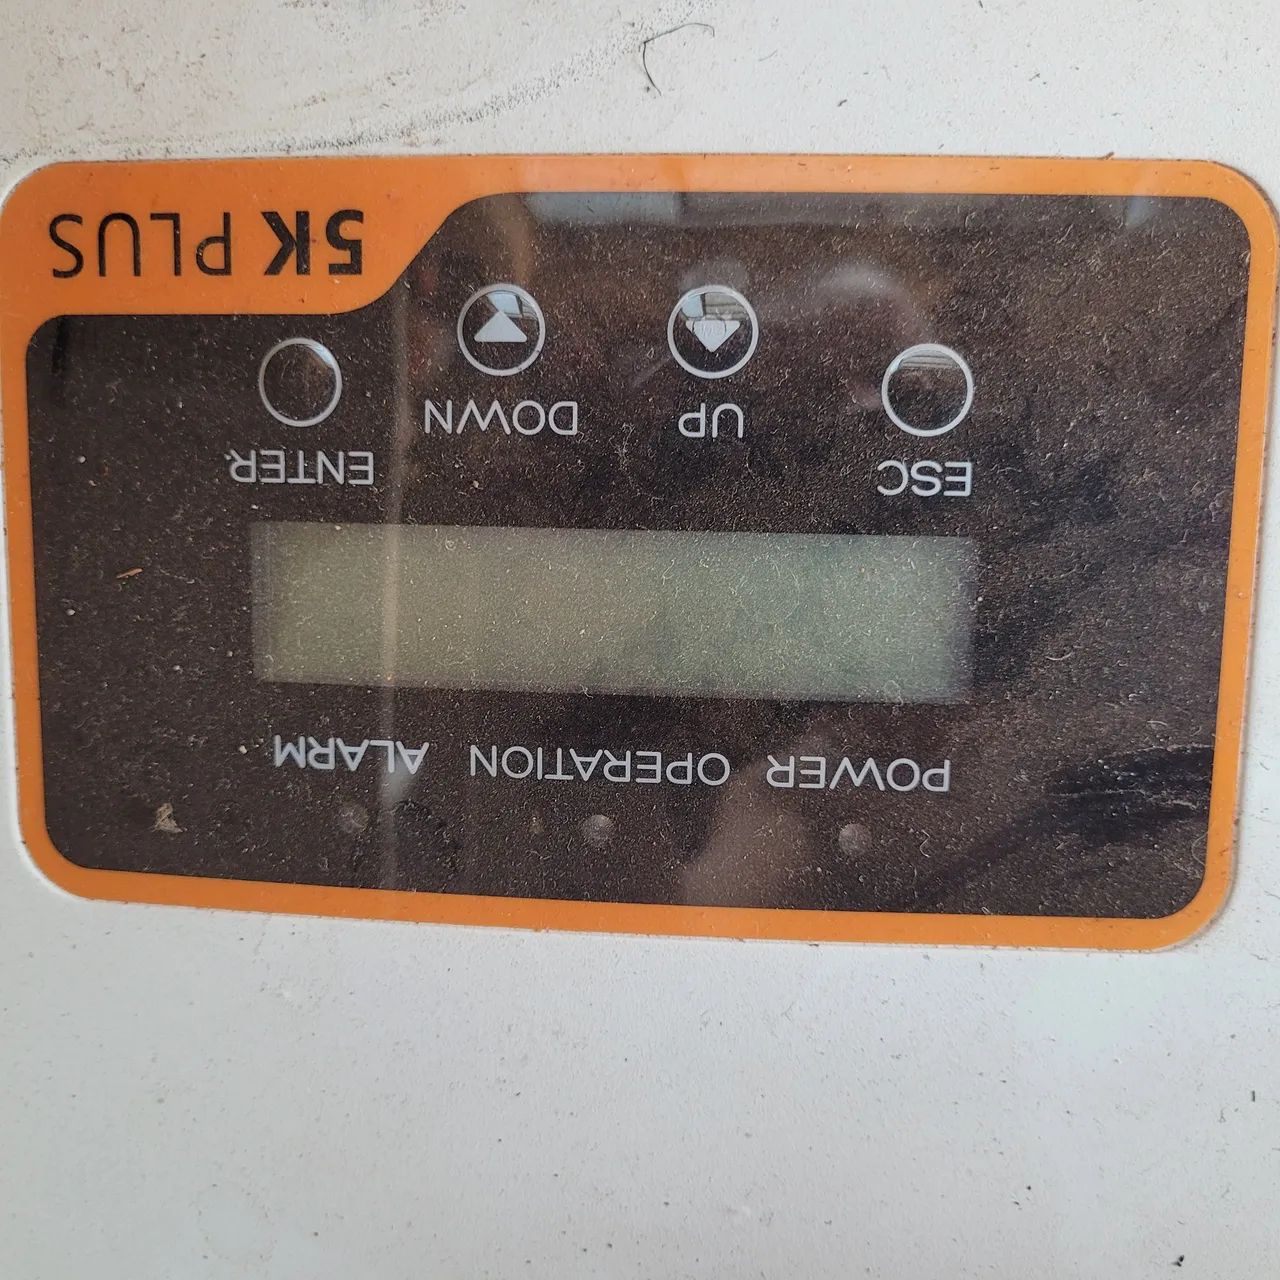 POWER OPERATION ALARM
ESC UP DOWN ENTER
5K PLUS